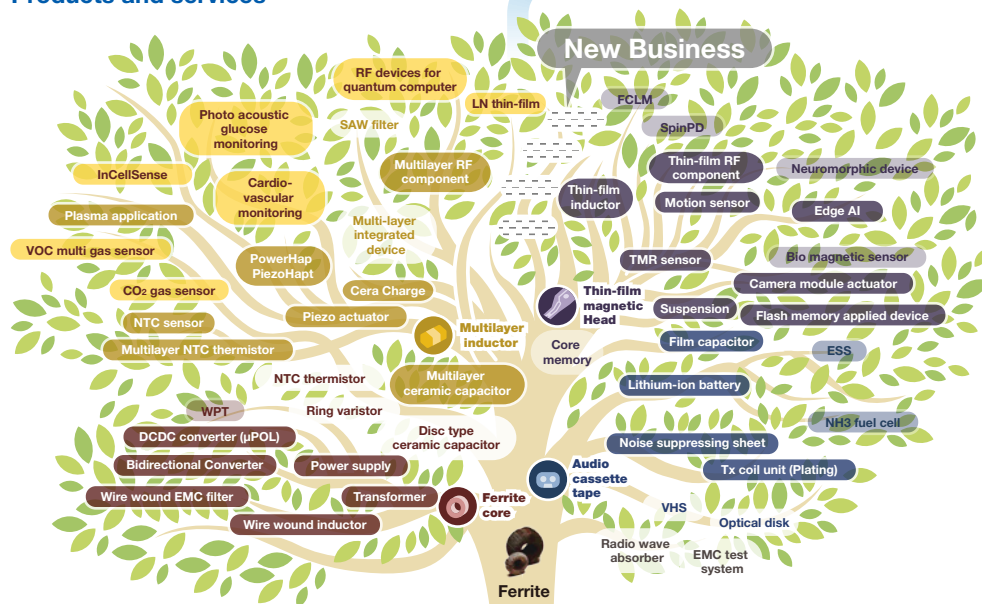 Products and services
New Business
RF devices for
quantum computer
LN thin-film
FCLM
Photo acoustic
glucose
monitoring
SAW filter
SpinPD
Multilayer RF
component
Thin-film RF
component
Neuromorphic device
InCellSense
Cardio-
vascular
monitoring
Thin-film
inductor
Motion sensor
Edge AI
Plasma application
Multi-layer
integrated
device
VOC multi gas sensor
PowerHap
PiezoHapt
TMR sensor
Bio magnetic sensor
CO2 gas sensor
Cera Charge
Camera module actuator
Thin-film
magnetic
Head
Suspension
Flash memory applied device
NTC sensor
Piezo actuator
Multilayer
inductor
Core
memory
Film capacitor
ESS
Multilayer NTC thermistor
NTC thermistor
Multilayer
ceramic capacitor
Lithium-ion battery
WPT
Ring varistor
NH3 fuel cell
DCDC converter (µPOL)
Disc type
ceramic capacitor
Noise suppressing sheet
Bidirectional Converter
Power supply
Audio
cassette
tape
Tx coil unit (Plating)
Wire wound EMC filter
Transformer
Ferrite
core
VHS
Optical disk
Wire wound inductor
Radio wave
absorber
EMC test
system
Ferrite